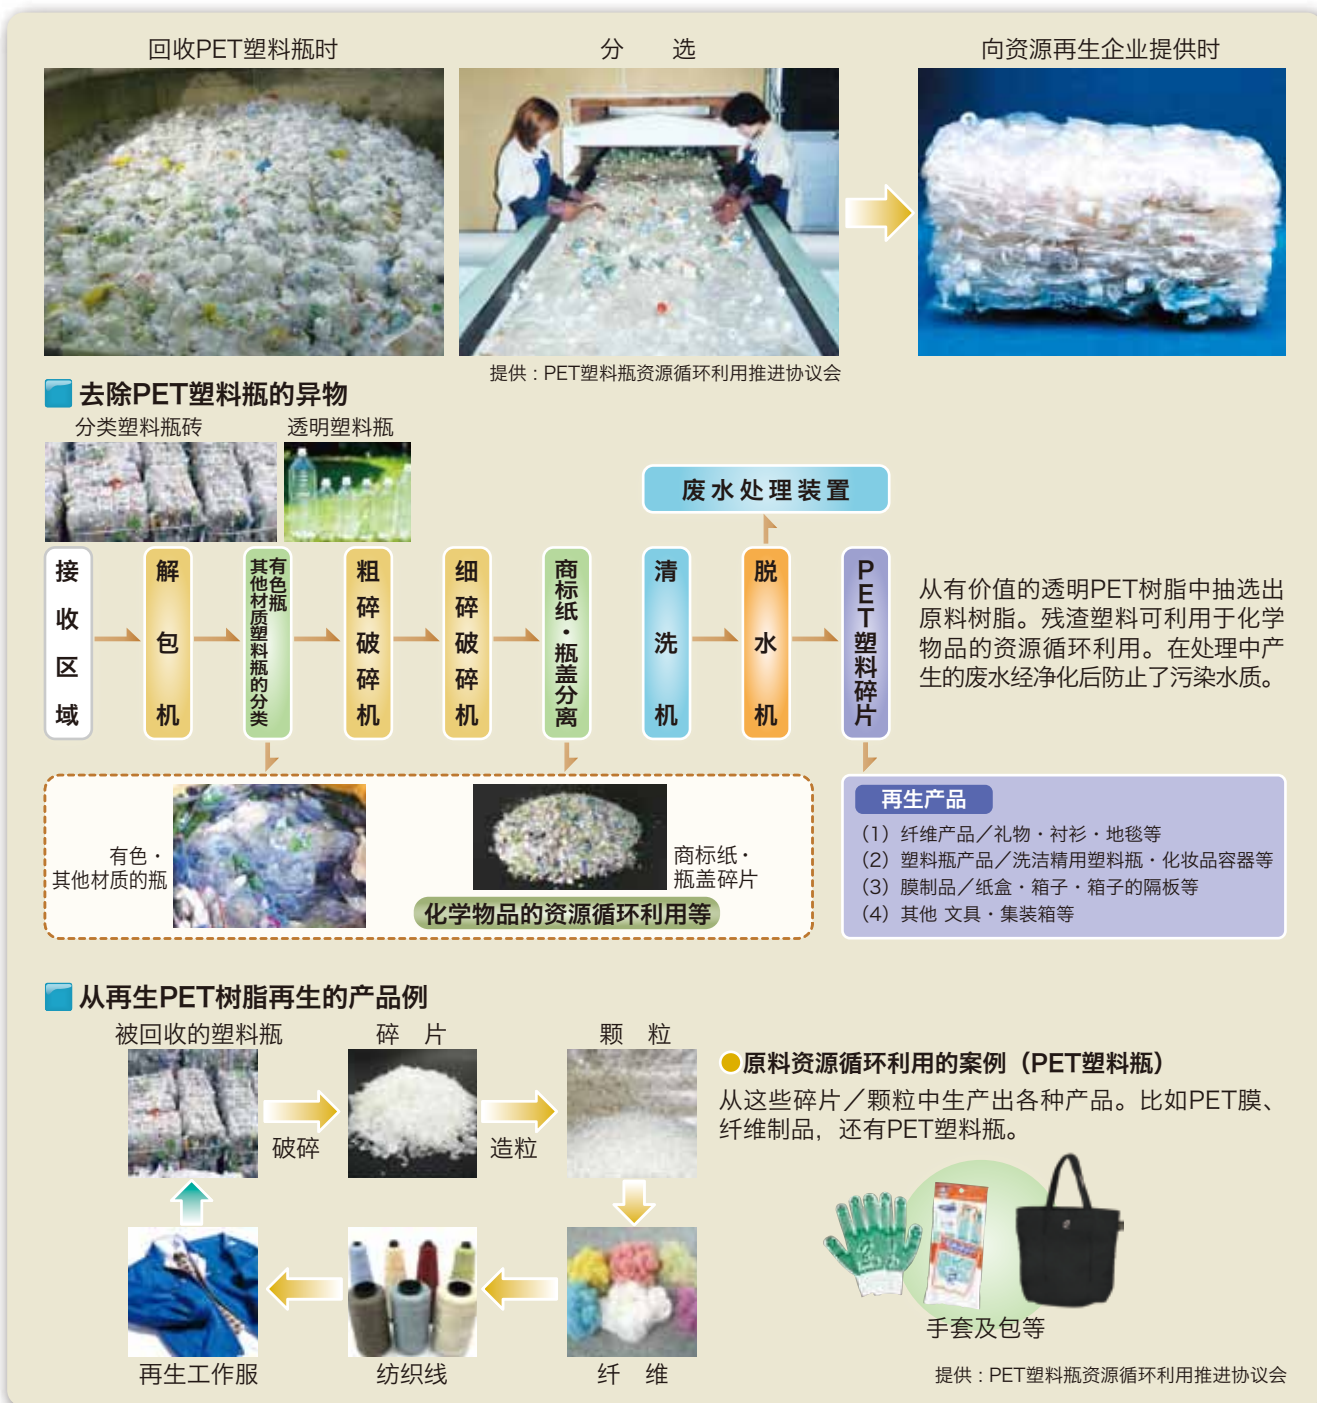 回收PET塑料瓶时
分 选
向资源再生企业提供时
提供：PET塑料瓶资源循环利用推进协议会
去除PET塑料瓶的异物
分类塑料瓶砖
透明塑料瓶
废水处理装置
接收区域
解包机
有色瓶
其他材质塑料瓶的分类
粗碎破碎机
细碎破碎机
商标纸・瓶盖分离
清洗机
脱水机
PET塑料碎片
从有价值的透明PET树脂中抽选出
原料树脂。残渣塑料可利用于化学
物品的资源循环利用。在处理中产
生的废水经净化后防止了污染水质。
有色・
其他材质的瓶
商标纸・
瓶盖碎片
化学物品的资源循环利用等
再生产品
（1）纤维产品／礼物・衬衫・地毯等
（2）塑料瓶产品／洗洁精用塑料瓶・化妆品容器等
（3）膜制品／纸盒・箱子・箱子的隔板等
（4）其他 文具・集装箱等
从再生PET树脂再生的产品例
被回收的塑料瓶
碎 片
颗 粒
破碎
造粒
再生工作服
纺织线
纤 维
原料资源循环利用的案例（PET塑料瓶）
从这些碎片／颗粒中生产出各种产品。比如PET膜、
纤维制品，还有PET塑料瓶。
手套及包等
提供：PET塑料瓶资源循环利用推进协议会